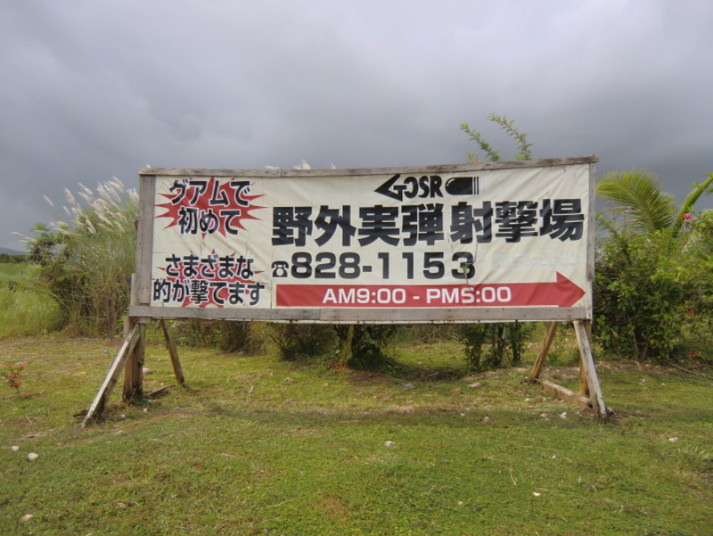 グアムで
初めて
さまざまな
的が撃てます
GOSR
野外実弾射撃場
☎828-1153
AM9:00 - PM5:00